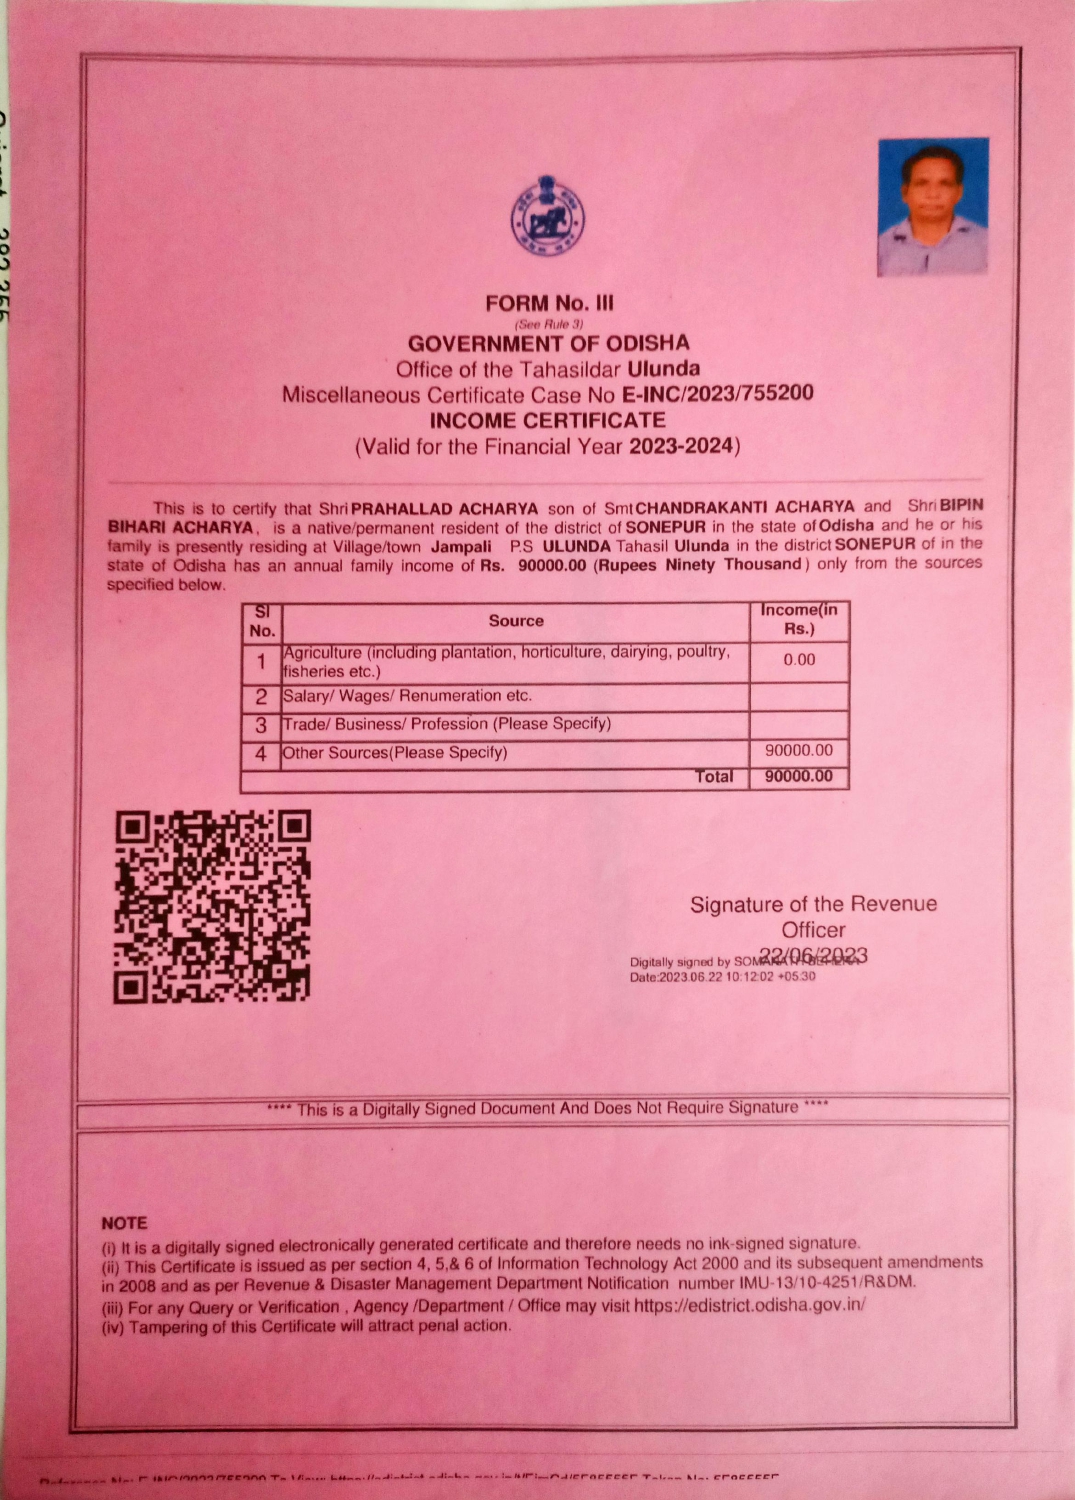 FORM No. III
(See Rule 3)
GOVERNMENT OF ODISHA
Office of the Tahasildar Ulunda
Miscellaneous Certificate Case No E-INC/2023/755200
INCOME CERTIFICATE
(Valid for the Financial Year 2023-2024)
This is to certify that Shri PRAHALLAD ACHARYA son of Smt CHANDRAKANTI ACHARYA and Shri BIPIN
BIHARI ACHARYA, is a native/permanent resident of the district of SONEPUR in the state of Odisha and he or his
family is presently residing at Village/town Jampali P.S ULUNDA Tahasil Ulunda in the district SONEPUR of in the
state of Odisha has an annual family income of Rs. 90000.00 (Rupees Ninety Thousand) only from the sources
specified below.
Sl No. Source Income(in Rs.)
1 Agriculture (including plantation, horticulture, dairying, poultry, 0.00
fisheries etc.)
2 Salary/ Wages/ Renumeration etc.
3 Trade/ Business/ Profession (Please Specify)
4 Other Sources(Please Specify) 90000.00
Total 90000.00
Signature of the Revenue
Officer
22/06/2023
Digitally signed by
Date:2023.06.22 10:12:02 +05:30
**** This is a Digitally Signed Document And Does Not Require Signature ****
NOTE
(i) It is a digitally signed electronically generated certificate and therefore needs no ink-signed signature.
(ii) This Certificate is issued as per section 4, 5,& 6 of Information Technology Act 2000 and its subsequent amendments
in 2008 and as per Revenue & Disaster Management Department Notification number IMU-13/10-4251/R&DM.
(iii) For any Query or Verification , Agency /Department / Office may visit https://edistrict.odisha.gov.in/
(iv) Tampering of this Certificate will attract penal action.